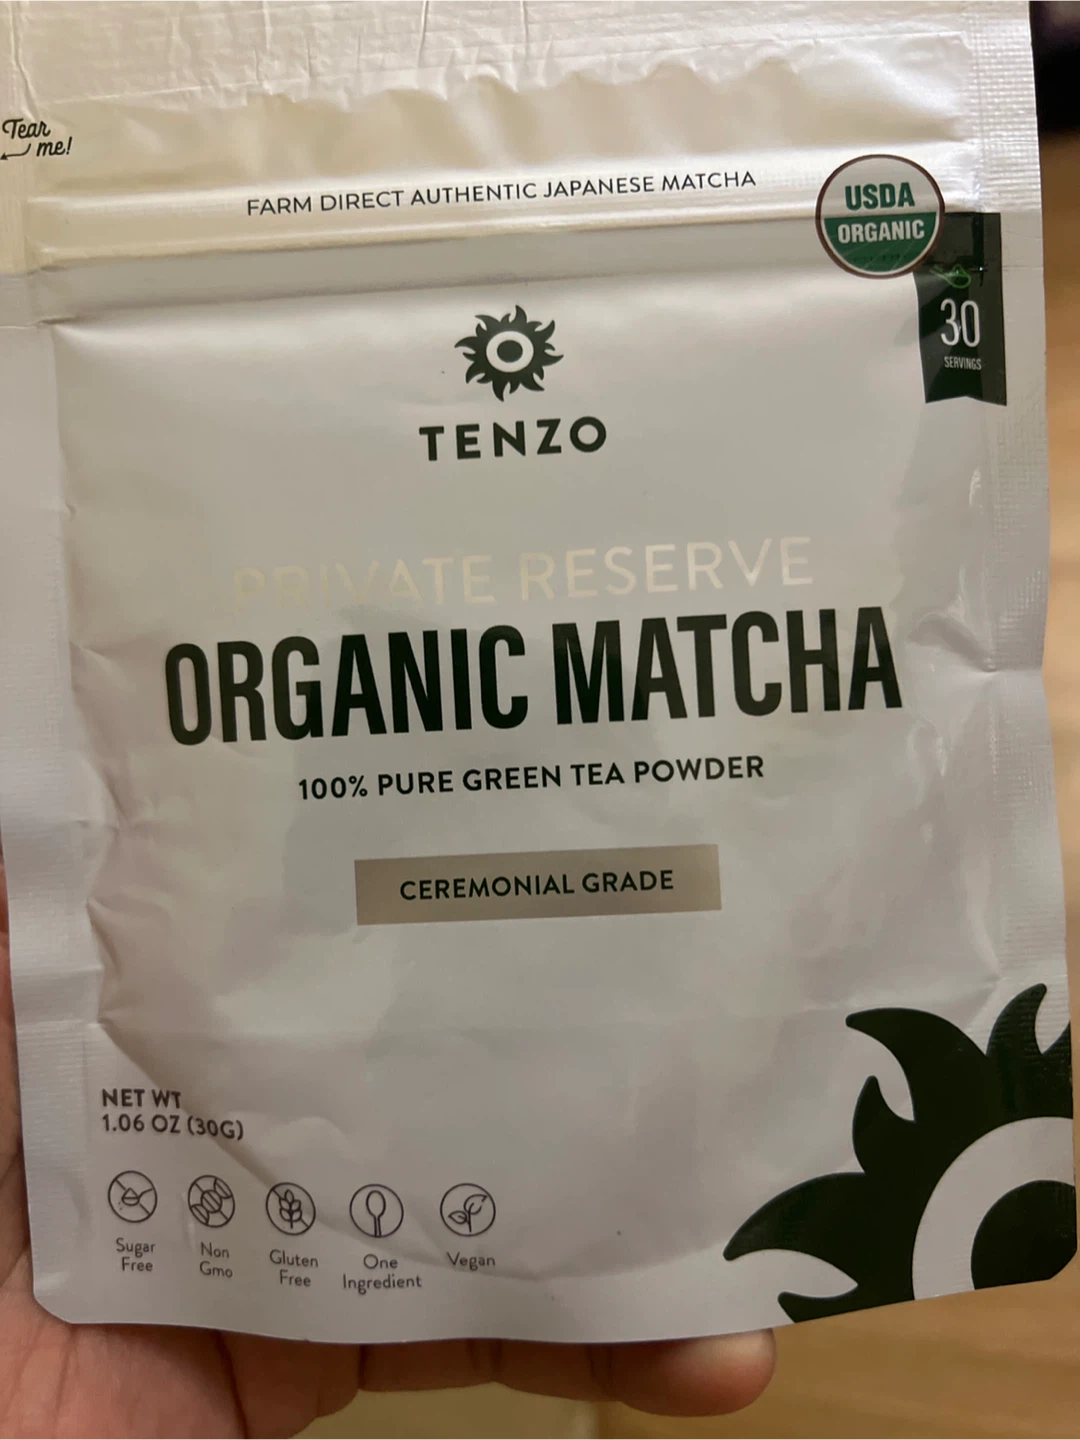 Tear
me!
FARM DIRECT AUTHENTIC JAPANESE MATCHA
USDA
ORGANIC
30
SERVINGS
TENZO
PRIVATE RESERVE
ORGANIC MATCHA
100% PURE GREEN TEA POWDER
CEREMONIAL GRADE
NET WT
1.06 OZ (30G)
Sugar
Free
Non
Gmo
Gluten
Free
One
Ingredient
Vegan